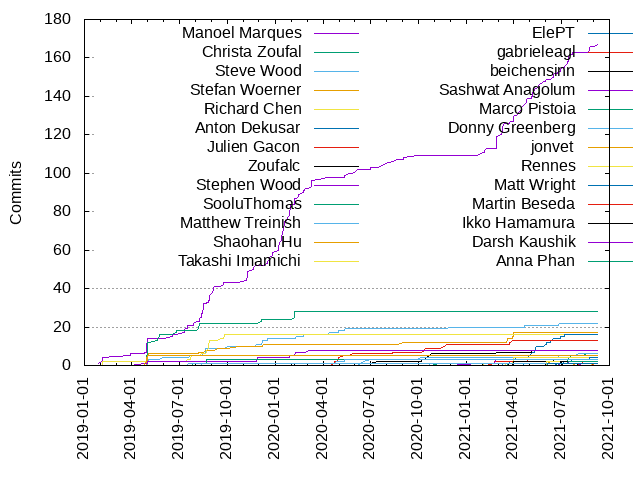 180
160
140
120
100
80
60
40
20
0
Commits
Manoel Marques
Christa Zoufal
Steve Wood
Stefan Woerner
Richard Chen
Anton Dekusar
Julien Gacon
Zoufalc
Stephen Wood
SooluThomas
Matthew Treinish
Shaohan Hu
Takashi Imamichi
ElePT
gabrieleagl
beichensinn
Sashwat Anagolum
Marco Pistoia
Donny Greenberg
jonvet
Rennes
Matt Wright
Martin Beseda
Ikko Hamamura
Darsh Kaushik
Anna Phan
2019-01-01
2019-04-01
2019-07-01
2019-10-01
2020-01-01
2020-04-01
2020-07-01
2020-10-01
2021-01-01
2021-04-01
2021-07-01
2021-10-01